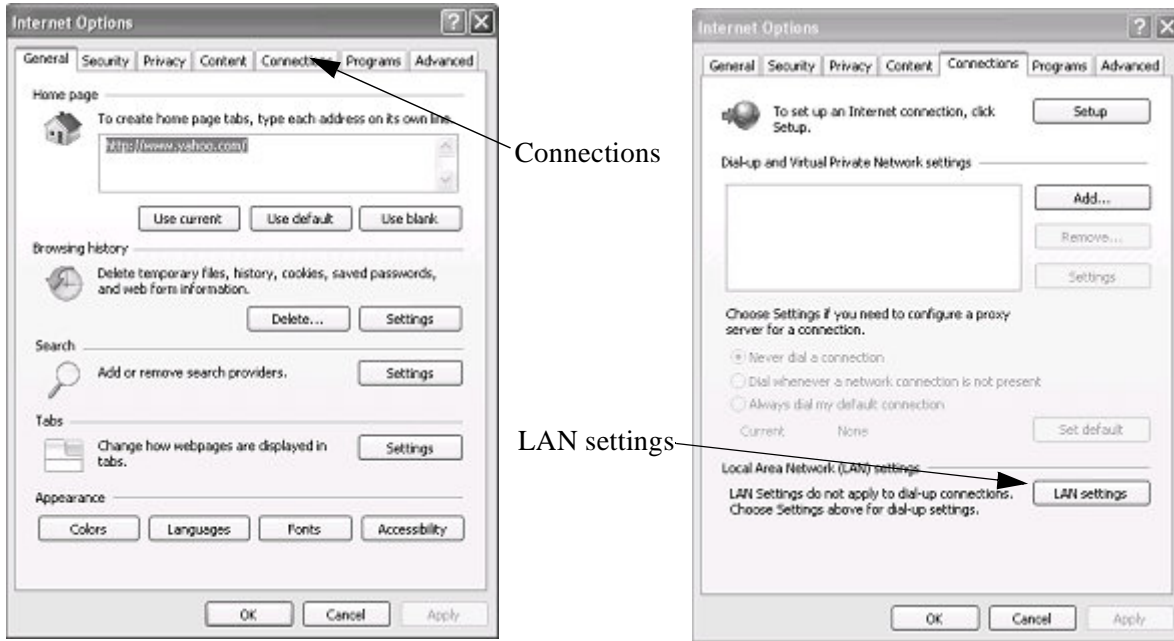 Internet Options
General Security Privacy Content Connections Programs Advanced
Home page
To create home page tabs, type each address on its own line.
http://www.yahoo.com/
Use current Use default Use blank
Browsing history
Delete temporary files, history, cookies, saved passwords,
and web form information.
Delete... Settings
Search
Add or remove search providers.
Settings
Tabs
Change how webpages are displayed in
tabs.
Settings
Appearance
Colors Languages Fonts Accessibility
OK Cancel Apply
Connections
LAN settings
Internet Options
General Security Privacy Content Connections Programs Advanced
To set up an Internet connection, click
Setup.
Setup
Dial-up and Virtual Private Network settings
Add...
Remove...
Settings
Choose Settings if you need to configure a proxy
server for a connection.
Never dial a connection
Dial whenever a network connection is not present
Always dial my default connection
Current None
Set default
Local Area Network (LAN) settings
LAN Settings do not apply to dial-up connections.
Choose Settings above for dial-up settings.
LAN settings
OK Cancel Apply